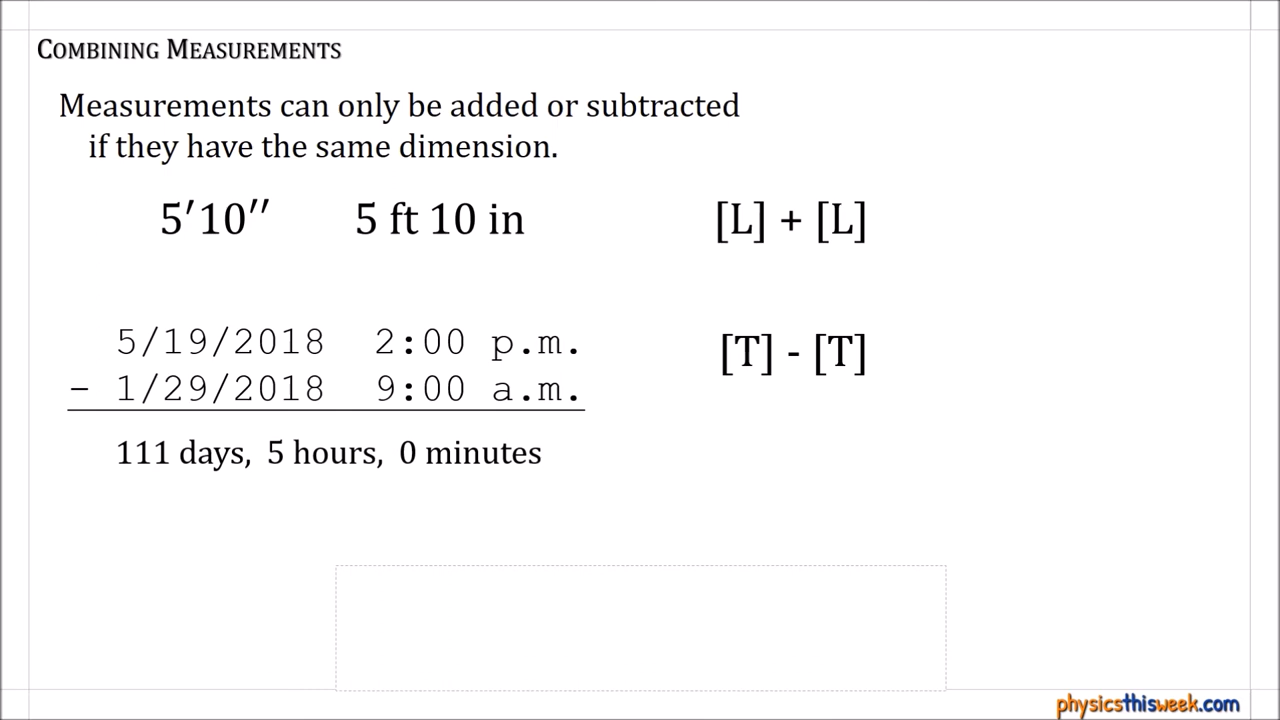 COMBINING MEASUREMENTS
Measurements can only be added or subtracted
if they have the same dimension.
5′10″ 5 ft 10 in [L] + [L]
5/19/2018 2:00 p.m. [T] - [T]
- 1/29/2018 9:00 a.m.
111 days, 5 hours, 0 minutes
physicsthisweek.com